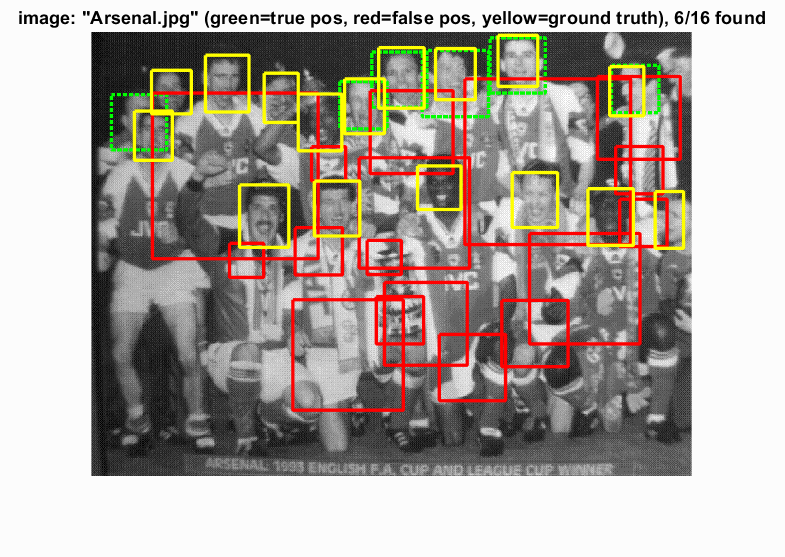 image: "Arsenal.jpg" (green=true pos, red=false pos, yellow=ground truth), 6/16 found
JVC
ARSENAL 1993 ENGLISH F.A. CUP AND LEAGUE CUP WINNER